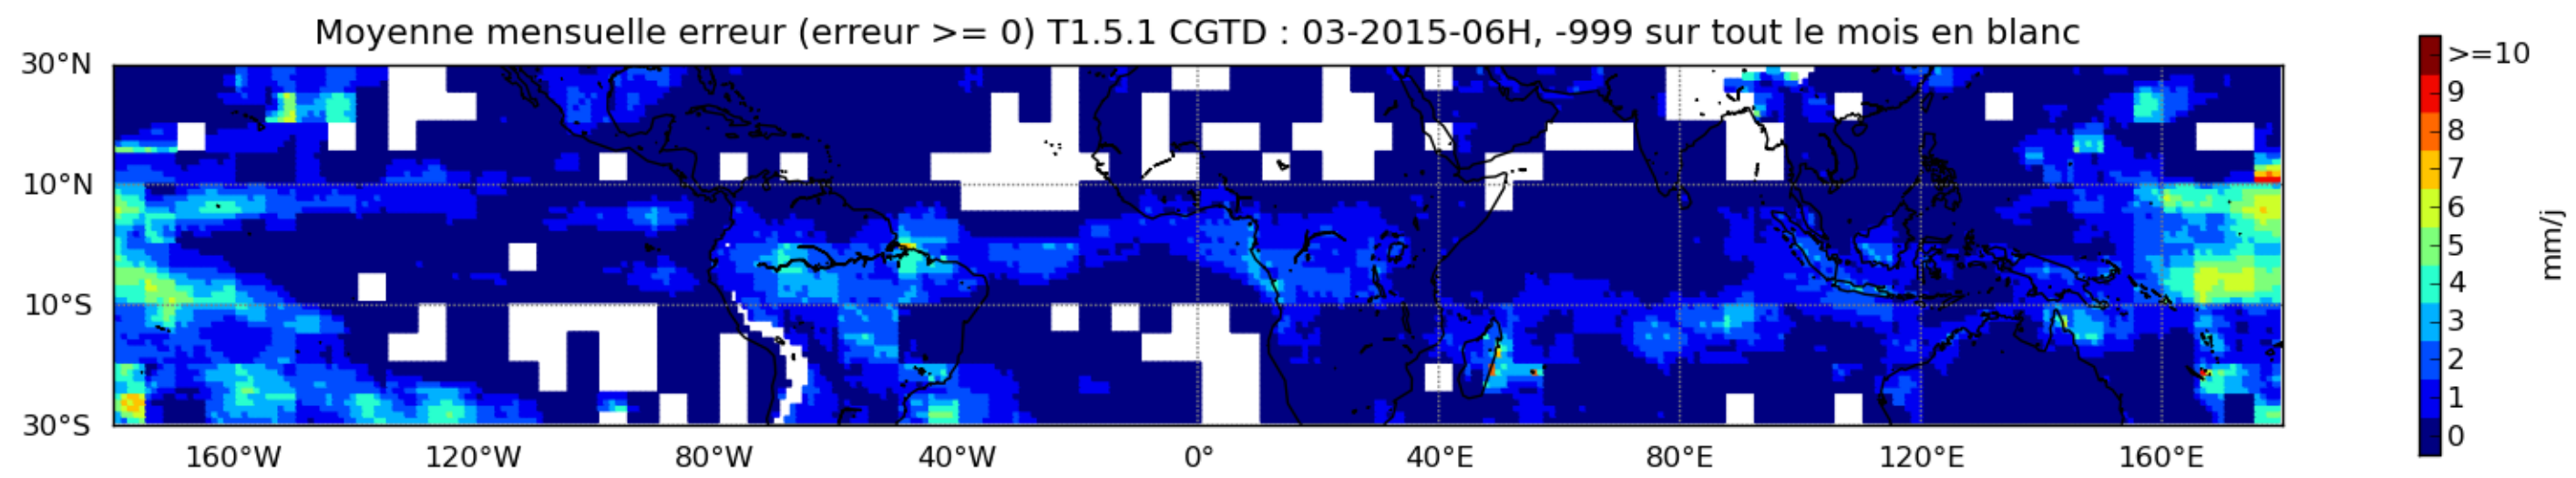 Moyenne mensuelle erreur (erreur >= 0) T1.5.1 CGTD : 03-2015-06H, -999 sur tout le mois en blanc
30°N
10°N
10°S
30°S
160°W 120°W 80°W 40°W 0° 40°E 80°E 120°E 160°E
>=10
9
8
7
6
5
4
3
2
1
0
mm/j